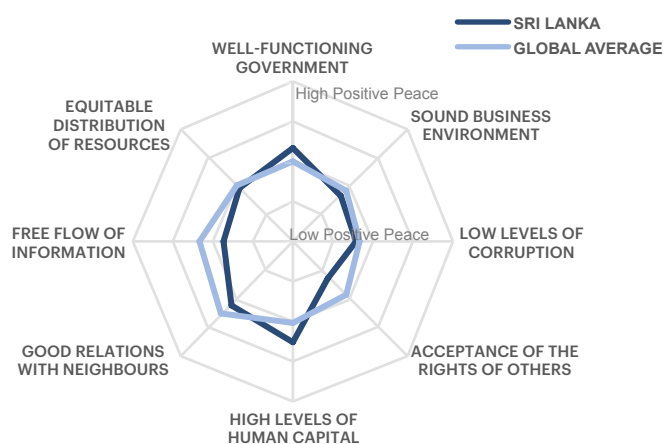 SRI LANKA
GLOBAL AVERAGE
WELL-FUNCTIONING
GOVERNMENT
High Positive Peace
EQUITABLE
DISTRIBUTION
OF RESOURCES
SOUND BUSINESS
ENVIRONMENT
FREE FLOW OF
INFORMATION
Low Positive Peace
LOW LEVELS OF
CORRUPTION
GOOD RELATIONS
WITH NEIGHBOURS
ACCEPTANCE OF THE
RIGHTS OF OTHERS
HIGH LEVELS OF
HUMAN CAPITAL